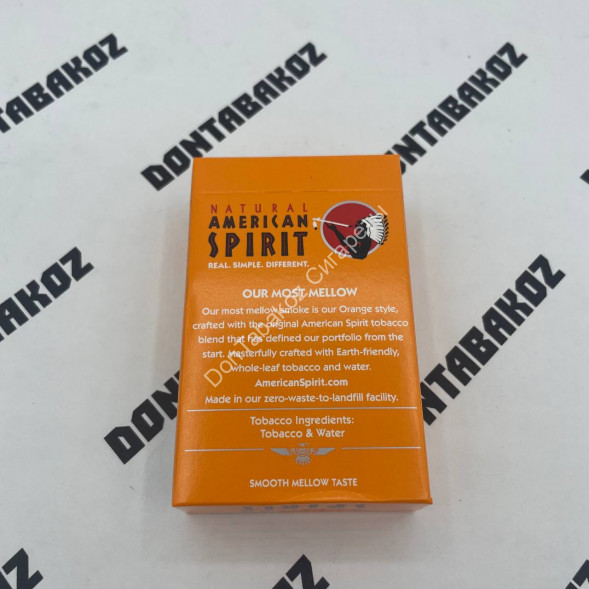 DONTABAKOZ
DONTABAKOZ
DONTABAKOZ
NATURAL
AMERICAN
SPIRIT
REAL. SIMPLE. DIFFERENT.
OUR MOST MELLOW
Our most mellow smoke is our Orange style,
crafted with the original American Spirit tobacco
blend that has defined our portfolio from the
start. Masterfully crafted with Earth-friendly,
whole-leaf tobacco and water.
AmericanSpirit.com
Made in our zero-waste-to-landfill facility.
Tobacco Ingredients:
Tobacco & Water
SMOOTH MELLOW TASTE
DonTabakoz Сигареты
DONTABAKOZ
DONTABAKOZ
DONTABAKOZ